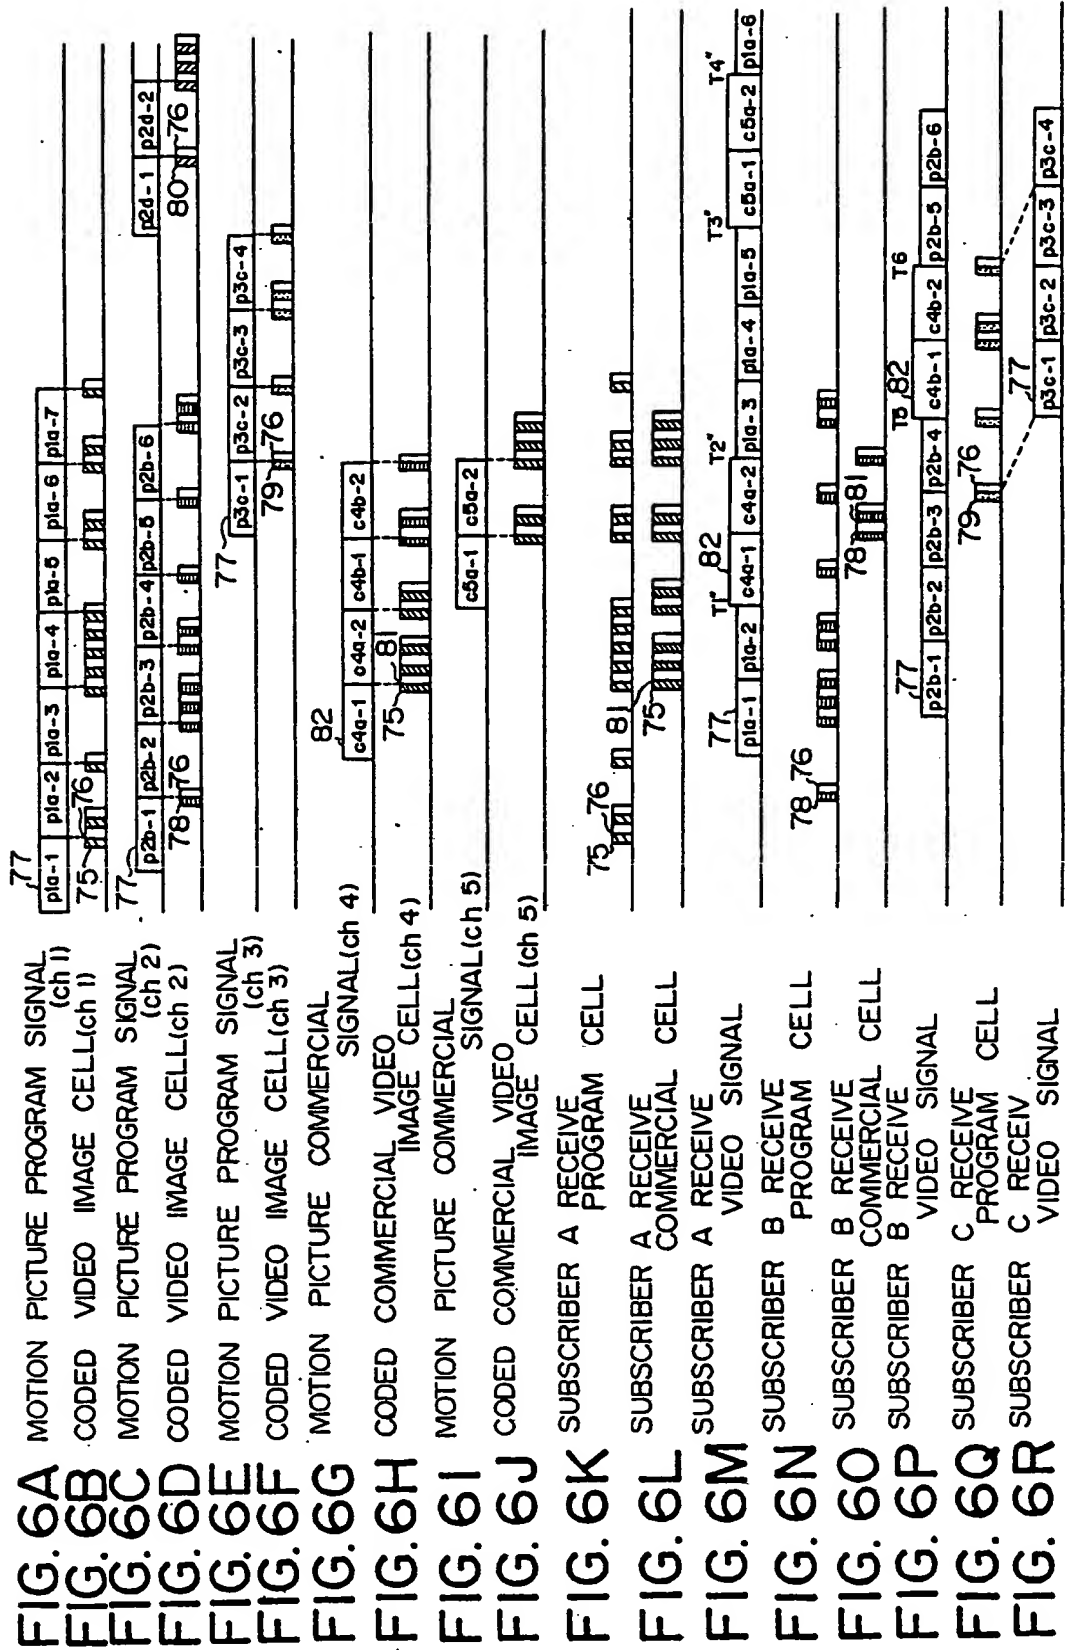 FIG. 6A MOTION PICTURE PROGRAM SIGNAL
(ch 1)
77
p1a-1 p1a-2 p1a-3 p1a-4 p1a-5 p1a-6 p1a-7
FIG. 6B CODED VIDEO IMAGE CELL(ch 1)
75 76
FIG. 6C MOTION PICTURE PROGRAM SIGNAL
(ch 2)
77
p2b-1 p2b-2 p2b-3 p2b-4 p2b-5 p2b-6 p2d-1 p2d-2
FIG. 6D CODED VIDEO IMAGE CELL(ch 2)
78 76 80 76
FIG. 6E MOTION PICTURE PROGRAM SIGNAL
(ch 3)
77
p3c-1 p3c-2 p3c-3 p3c-4
FIG. 6F CODED VIDEO IMAGE CELL(ch 3)
79 76
FIG. 6G MOTION PICTURE COMMERCIAL
SIGNAL(ch 4)
82
c4a-1 c4a-2 c4b-1 c4b-2
FIG. 6H CODED COMMERCIAL VIDEO
IMAGE CELL(ch 4)
75 81
FIG. 6I MOTION PICTURE COMMERCIAL
SIGNAL(ch 5)
c5a-1 c5a-2
FIG. 6J CODED COMMERCIAL VIDEO
IMAGE CELL(ch 5)
FIG. 6K SUBSCRIBER A RECEIVE
PROGRAM CELL
75 76
FIG. 6L SUBSCRIBER A RECEIVE
COMMERCIAL CELL
81
75
FIG. 6M SUBSCRIBER A RECEIVE
VIDEO SIGNAL
77 T1" 82 T2" T3" T4"
p1a-1 p1a-2 c4a-1 c4a-2 p1a-3 p1a-4 p1a-5 c5a-1 c5a-2 p1a-6
FIG. 6N SUBSCRIBER B RECEIVE
PROGRAM CELL
78 76
FIG. 6O SUBSCRIBER B RECEIVE
COMMERCIAL CELL
78 81
FIG. 6P SUBSCRIBER B RECEIVE
VIDEO SIGNAL
77 T5 82 T6
p2b-1 p2b-2 p2b-3 p2b-4 c4b-1 c4b-2 p2b-5 p2b-6
FIG. 6Q SUBSCRIBER C RECEIVE
PROGRAM CELL
79 76
FIG. 6R SUBSCRIBER C RECEIV
VIDEO SIGNAL
77
p3c-1 p3c-2 p3c-3 p3c-4